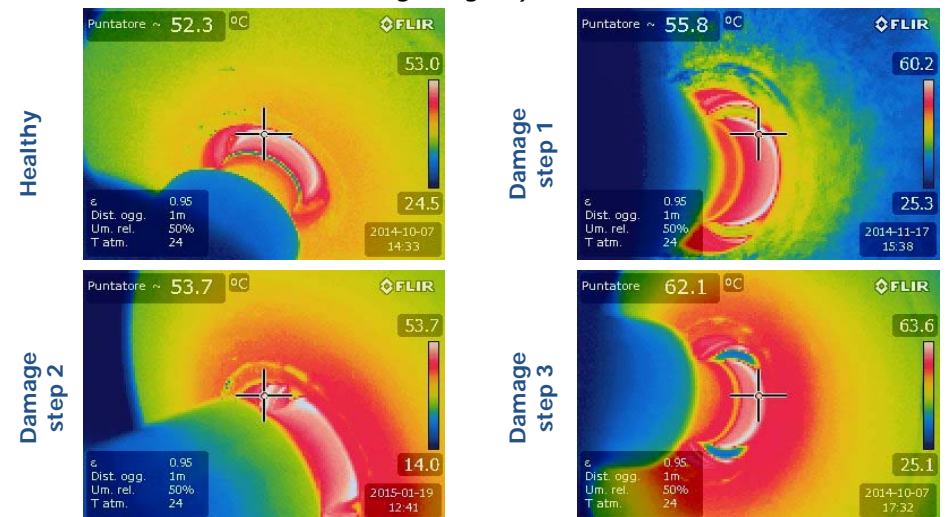 Healthy
Puntatore ~ 52.3 °C
FLIR
53.0
24.5
ε 0.95
Dist. ogg. 1m
Um. rel. 50%
T atm. 24
2014-10-07
14:33
Damage
step 1
Puntatore ~ 55.8 °C
FLIR
60.2
25.3
ε 0.95
Dist. ogg. 1m
Um. rel. 50%
T atm. 24
2014-11-17
15:38
Damage
step 2
Puntatore ~ 53.7 °C
FLIR
53.7
14.0
ε 0.95
Dist. ogg. 1m
Um. rel. 50%
T atm. 24
2015-01-19
12:41
Damage
step 3
Puntatore 62.1 °C
FLIR
63.6
25.1
ε 0.95
Dist. ogg. 1m
Um. rel. 50%
T atm. 24
2014-10-07
17:32